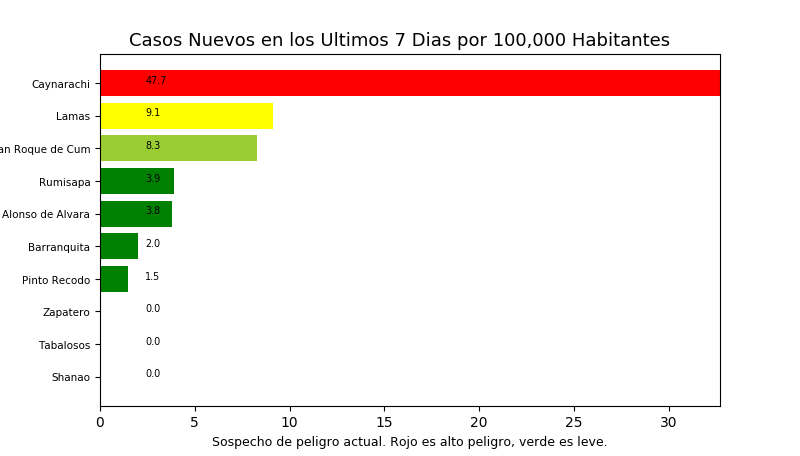 Casos Nuevos en los Ultimos 7 Dias por 100,000 Habitantes
Caynarachi 47.7
Lamas 9.1
an Roque de Cum 8.3
Rumisapa 3.9
Alonso de Alvara 3.8
Barranquita 2.0
Pinto Recodo 1.5
Zapatero 0.0
Tabalosos 0.0
Shanao 0.0
0 5 10 15 20 25 30
Sospecho de peligro actual. Rojo es alto peligro, verde es leve.